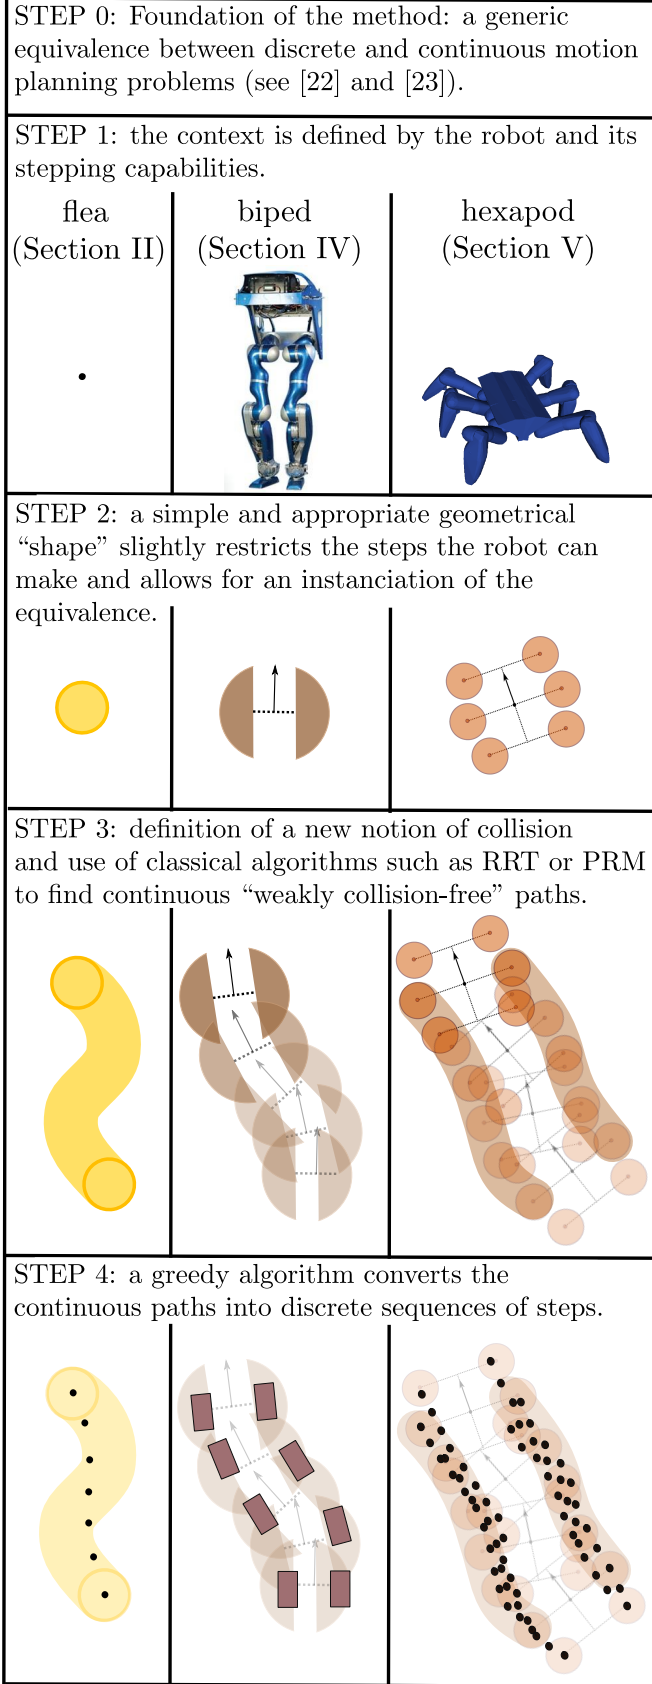 STEP 0: Foundation of the method: a generic
equivalence between discrete and continuous motion
planning problems (see [22] and [23]).
STEP 1: the context is defined by the robot and its
stepping capabilities.
flea
(Section II)
biped
(Section IV)
hexapod
(Section V)
STEP 2: a simple and appropriate geometrical
“shape” slightly restricts the steps the robot can
make and allows for an instanciation of the
equivalence.
STEP 3: definition of a new notion of collision
and use of classical algorithms such as RRT or PRM
to find continuous “weakly collision-free” paths.
STEP 4: a greedy algorithm converts the
continuous paths into discrete sequences of steps.